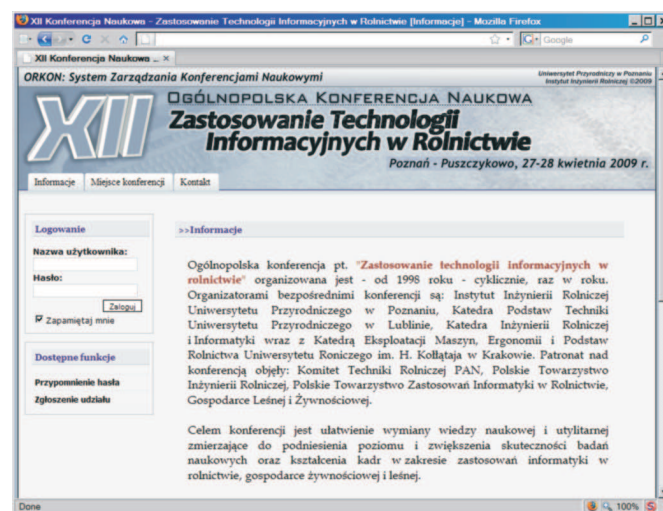 XII Konferencja Naukowa - Zastosowanie Technologii Informacyjnych w Rolnictwie [Informacje] - Mozilla Firefox
Google
XII Konferencja Naukowa ...
ORKON: System Zarządzania Konferencjami Naukowymi
Uniwersytet Przyrodniczy w Poznaniu
Instytut Inżynierii Rolniczej ©2009
XII
Ogólnopolska Konferencja Naukowa
Zastosowanie Technologii
Informacyjnych w Rolnictwie
Poznań - Puszczykowo, 27-28 kwietnia 2009 r.
Informacje Miejsce konferencji Kontakt
Logowanie
Nazwa użytkownika:
Hasło:
Zaloguj
Zapamiętaj mnie
Dostępne funkcje
Przypomnienie hasła
Zgłoszenie udziału
>>Informacje
Ogólnopolska konferencja pt. "Zastosowanie technologii informacyjnych w
rolnictwie" organizowana jest - od 1998 roku - cyklicznie, raz w roku.
Organizatorami bezpośrednimi konferencji są: Instytut Inżynierii Rolniczej
Uniwersytetu Przyrodniczego w Poznaniu, Katedra Podstaw Techniki
Uniwersytetu Przyrodniczego w Lublinie, Katedra Inżynierii Rolniczej
i Informatyki wraz z Katedrą Eksploatacji Maszyn, Ergonomii i Podstaw
Rolnictwa Uniwersytetu Roniczego im. H. Kołłątaja w Krakowie. Patronat nad
konferencją objęły: Komitet Techniki Rolniczej PAN, Polskie Towarzystwo
Inżynierii Rolniczej, Polskie Towarzystwo Zastosowań Informatyki w Rolnictwie,
Gospodarce Leśnej i Żywnościowej.
Celem konferencji jest ułatwienie wymiany wiedzy naukowej i utylitarnej
zmierzające do podniesienia poziomu i zwiększenia skuteczności badań
naukowych oraz kształcenia kadr w zakresie zastosowań informatyki w
rolnictwie, gospodarce żywnościowej i leśnej.
Done
100%